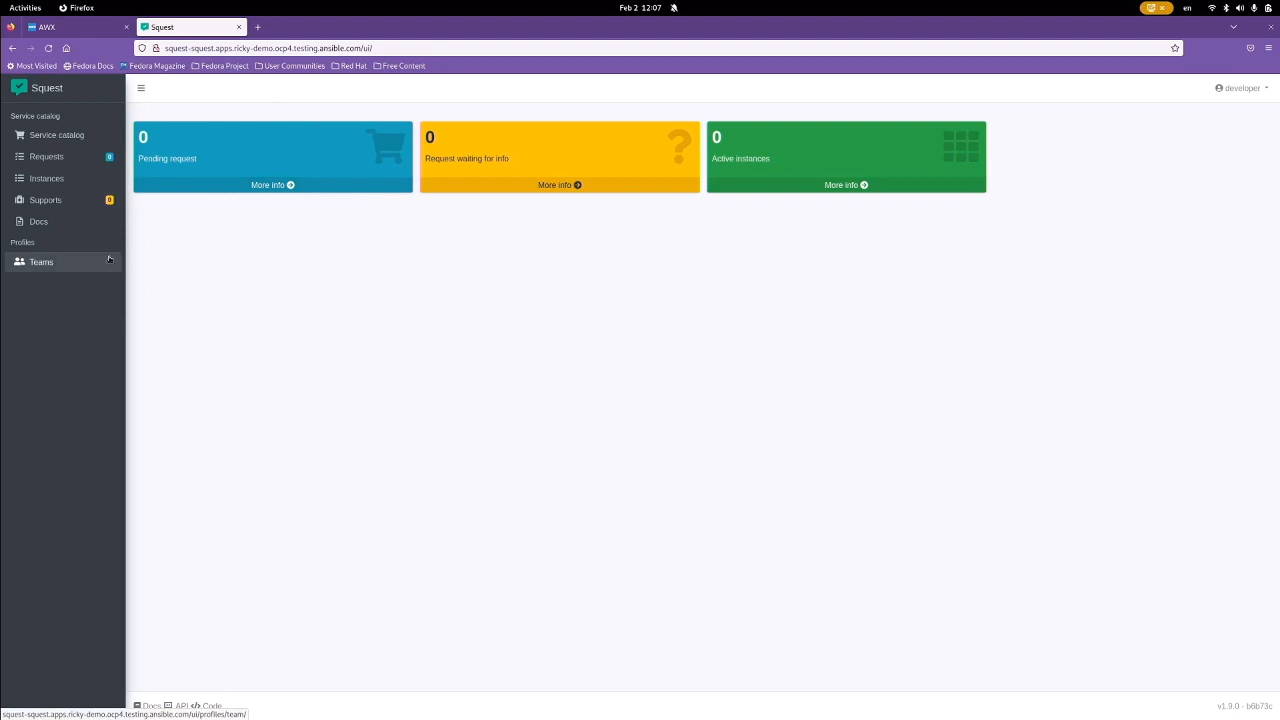 Activities Firefox Feb 2 12:07 en
AWX × Squest × +
squest-squest.apps.ricky-demo.ocp4.testing.ansible.com/ui/
Most Visited Fedora Docs Fedora Magazine Fedora Project User Communities Red Hat Free Content
Squest developer
Service catalog
Service catalog
Requests 0
Instances
Supports 0
Docs
Profiles
Teams
0
Pending request
More info
0
Request waiting for info
More info
0
Active instances
More info
Docs API Code v1.9.0 - b6b73c
squest-squest.apps.ricky-demo.ocp4.testing.ansible.com/ui/profiles/team/